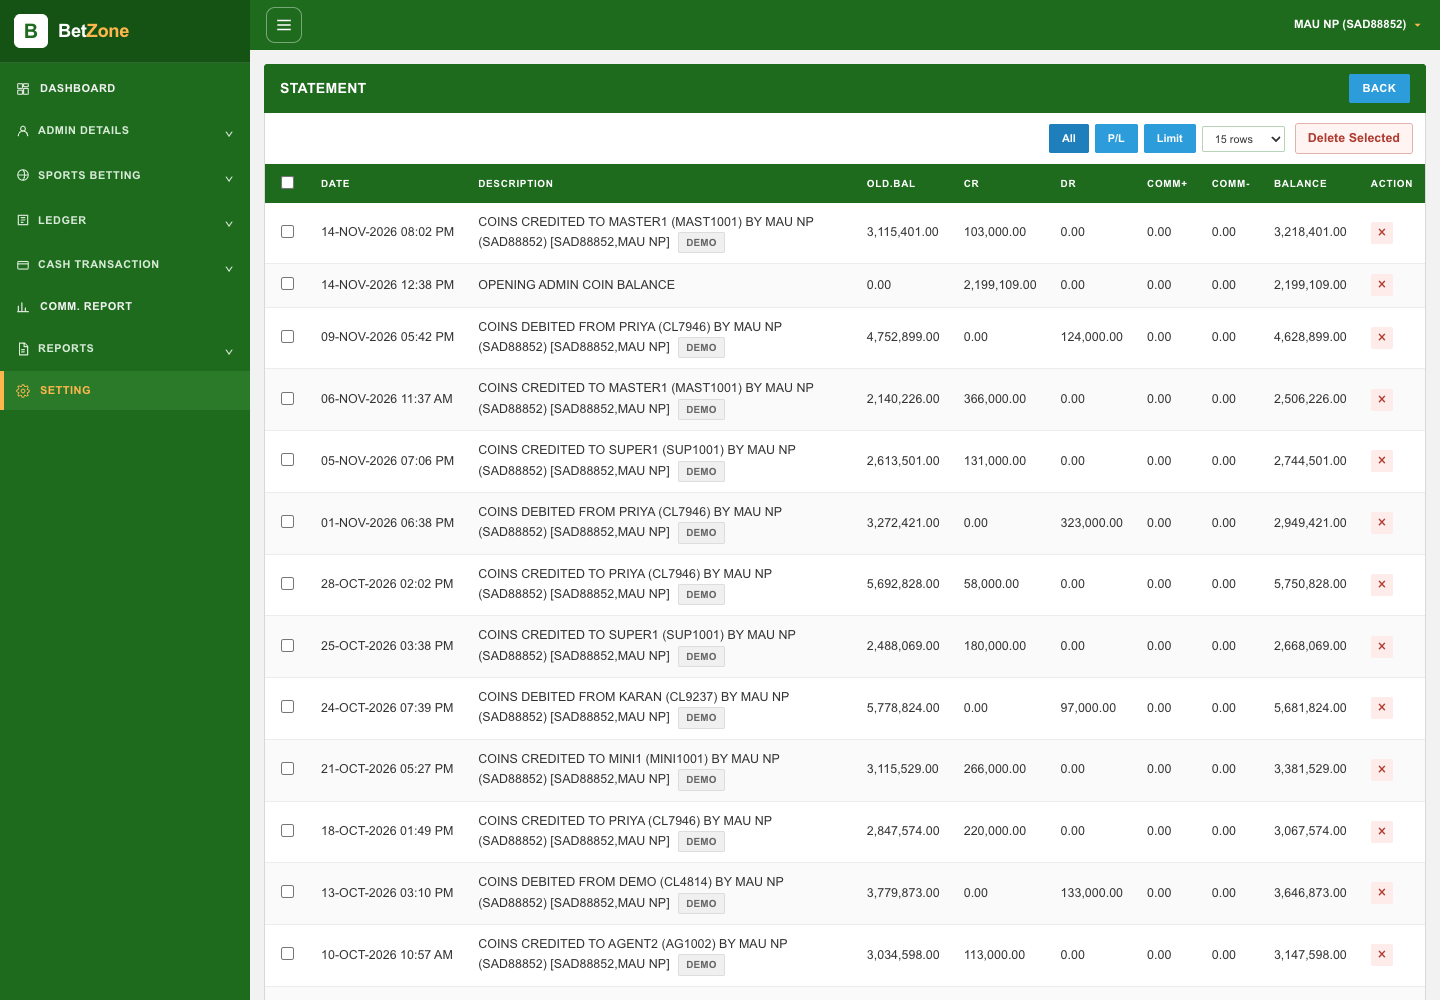 B BetZone
MAU NP (SAD88852)
DASHBOARD
ADMIN DETAILS
SPORTS BETTING
LEDGER
CASH TRANSACTION
COMM. REPORT
REPORTS
SETTING
STATEMENT BACK
All P/L Limit 15 rows Delete Selected
DATE DESCRIPTION OLD.BAL CR DR COMM+ COMM- BALANCE ACTION
14-NOV-2026 08:02 PM COINS CREDITED TO MASTER1 (MAST1001) BY MAU NP 3,115,401.00 103,000.00 0.00 0.00 0.00 3,218,401.00 ×
(SAD88852) [SAD88852,MAU NP] DEMO
14-NOV-2026 12:38 PM OPENING ADMIN COIN BALANCE 0.00 2,199,109.00 0.00 0.00 0.00 2,199,109.00 ×
09-NOV-2026 05:42 PM COINS DEBITED FROM PRIYA (CL7946) BY MAU NP 4,752,899.00 0.00 124,000.00 0.00 0.00 4,628,899.00 ×
(SAD88852) [SAD88852,MAU NP] DEMO
06-NOV-2026 11:37 AM COINS CREDITED TO MASTER1 (MAST1001) BY MAU NP 2,140,226.00 366,000.00 0.00 0.00 0.00 2,506,226.00 ×
(SAD88852) [SAD88852,MAU NP] DEMO
05-NOV-2026 07:06 PM COINS CREDITED TO SUPER1 (SUP1001) BY MAU NP 2,613,501.00 131,000.00 0.00 0.00 0.00 2,744,501.00 ×
(SAD88852) [SAD88852,MAU NP] DEMO
01-NOV-2026 06:38 PM COINS DEBITED FROM PRIYA (CL7946) BY MAU NP 3,272,421.00 0.00 323,000.00 0.00 0.00 2,949,421.00 ×
(SAD88852) [SAD88852,MAU NP] DEMO
28-OCT-2026 02:02 PM COINS CREDITED TO PRIYA (CL7946) BY MAU NP 5,692,828.00 58,000.00 0.00 0.00 0.00 5,750,828.00 ×
(SAD88852) [SAD88852,MAU NP] DEMO
25-OCT-2026 03:38 PM COINS CREDITED TO SUPER1 (SUP1001) BY MAU NP 2,488,069.00 180,000.00 0.00 0.00 0.00 2,668,069.00 ×
(SAD88852) [SAD88852,MAU NP] DEMO
24-OCT-2026 07:39 PM COINS DEBITED FROM KARAN (CL9237) BY MAU NP 5,778,824.00 0.00 97,000.00 0.00 0.00 5,681,824.00 ×
(SAD88852) [SAD88852,MAU NP] DEMO
21-OCT-2026 05:27 PM COINS CREDITED TO MINI1 (MINI1001) BY MAU NP 3,115,529.00 266,000.00 0.00 0.00 0.00 3,381,529.00 ×
(SAD88852) [SAD88852,MAU NP] DEMO
18-OCT-2026 01:49 PM COINS CREDITED TO PRIYA (CL7946) BY MAU NP 2,847,574.00 220,000.00 0.00 0.00 0.00 3,067,574.00 ×
(SAD88852) [SAD88852,MAU NP] DEMO
13-OCT-2026 03:10 PM COINS DEBITED FROM DEMO (CL4814) BY MAU NP 3,779,873.00 0.00 133,000.00 0.00 0.00 3,646,873.00 ×
(SAD88852) [SAD88852,MAU NP] DEMO
10-OCT-2026 10:57 AM COINS CREDITED TO AGENT2 (AG1002) BY MAU NP 3,034,598.00 113,000.00 0.00 0.00 0.00 3,147,598.00 ×
(SAD88852) [SAD88852,MAU NP] DEMO